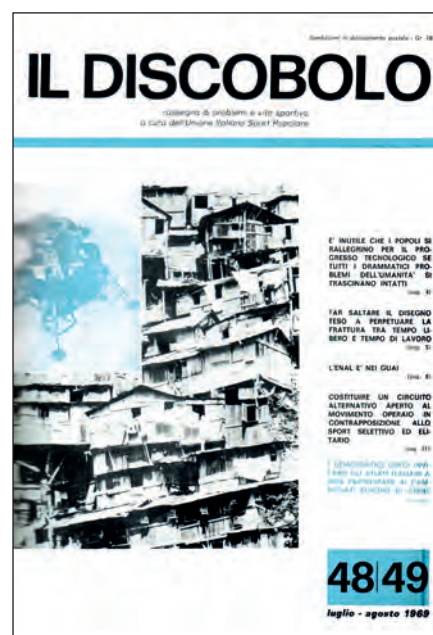 Spedizione in abbonamento postale - Gr.
IL DISCOBOLO
rassegna di problemi e vita sportiva
a cura dell'Unione Italiana Sport Popolare
E' INUTILE CHE I POPOLI SI
RALLEGRINO PER IL PRO-
GRESSO TECNOLOGICO SE
TUTTI I DRAMMATICI PRO-
BLEMI DELL'UMANITA' SI
TRASCINANO INTATTI
(pag. 4)
FAR SALTARE IL DISEGNO
TESO A PERPETUARE LA
FRATTURA TRA TEMPO LI-
BERO E TEMPO DI LAVORO
(pag. 5)
L'ENAL E' NEI GUAI
COSTITUIRE UN CIRCUITO
ALTERNATIVO APERTO AL
MOVIMENTO OPERAIO IN
CONTRAPPOSIZIONE ALLO
SPORT SELETTIVO ED ELI-
TARIO
48|49
luglio - agosto 1969